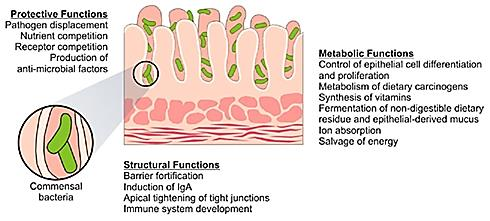 Protective Functions
Pathogen displacement
Nutrient competition
Receptor competition
Production of
anti-microbial factors
Commensal
bacteria
Structural Functions
Barrier fortification
Induction of IgA
Apical tightening of tight junctions
Immune system development
Metabolic Functions
Control of epithelial cell differentiation
and proliferation
Metabolism of dietary carcinogens
Synthesis of vitamins
Fermentation of non-digestible dietary
residue and epithelial-derived mucus
Ion absorption
Salvage of energy